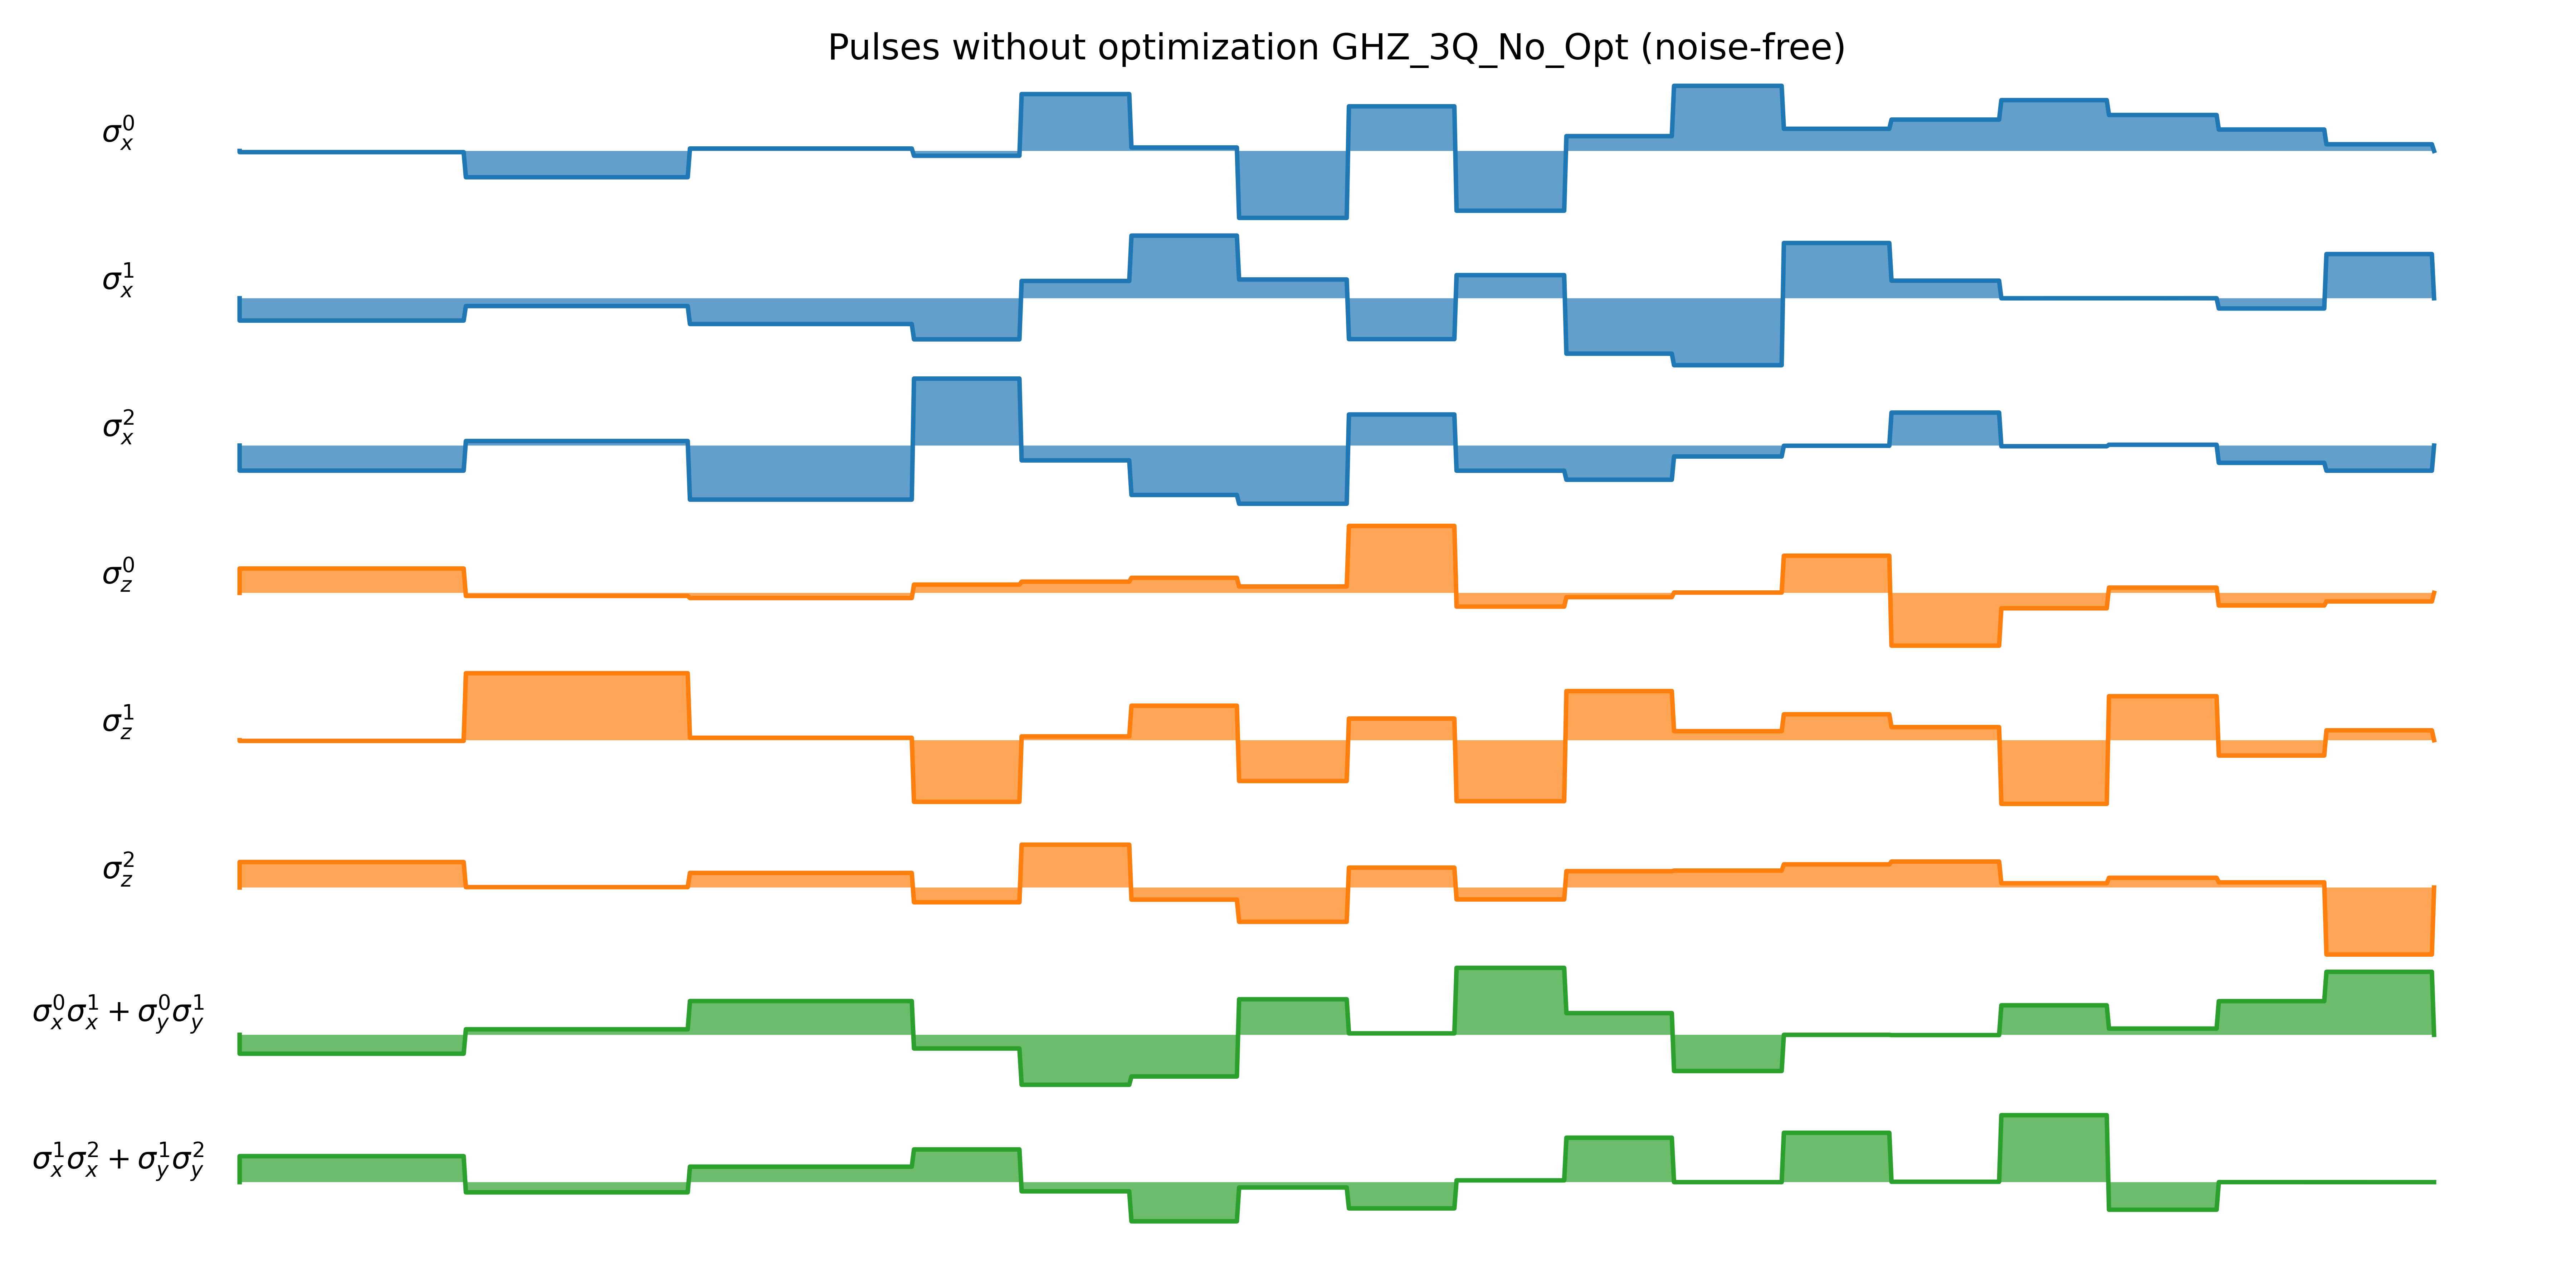 Pulses without optimization GHZ_3Q_No_Opt (noise-free)
σ_x^0
σ_x^1
σ_x^2
σ_z^0
σ_z^1
σ_z^2
σ_x^0σ_x^1 + σ_y^0σ_y^1
σ_x^1σ_x^2 + σ_y^1σ_y^2